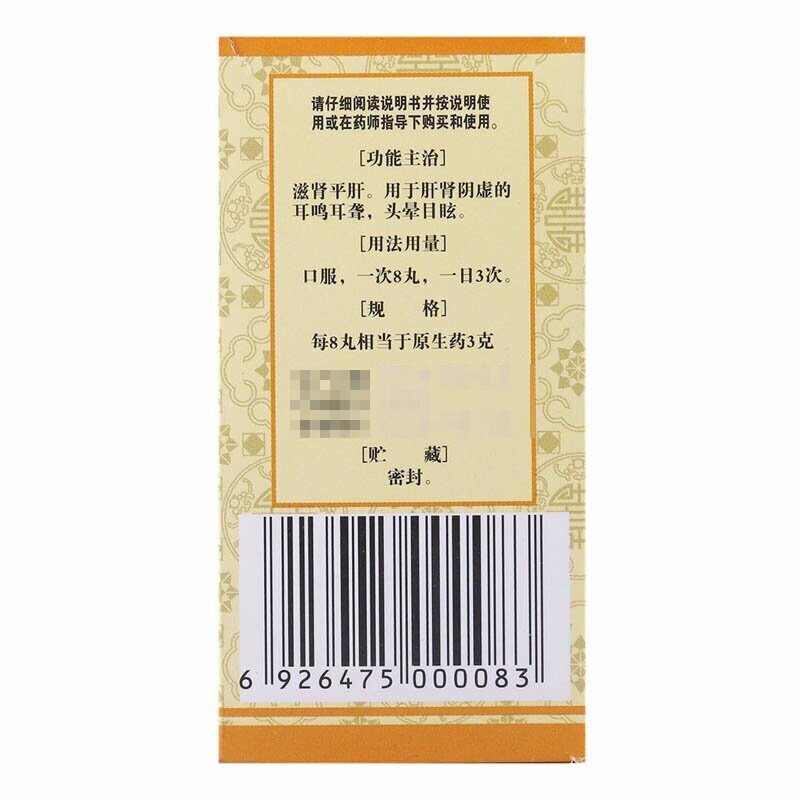 请仔细阅读说明书并按说明使
用或在药师指导下购买和使用。
[功能主治]
滋肾平肝。用于肝肾阴虚的
耳鸣耳聋，头晕目眩。
[用法用量]
口服，一次8丸，一日3次。
[规 格]
每8丸相当于原生药3克
[贮 藏]
密封。
6 926475 000083